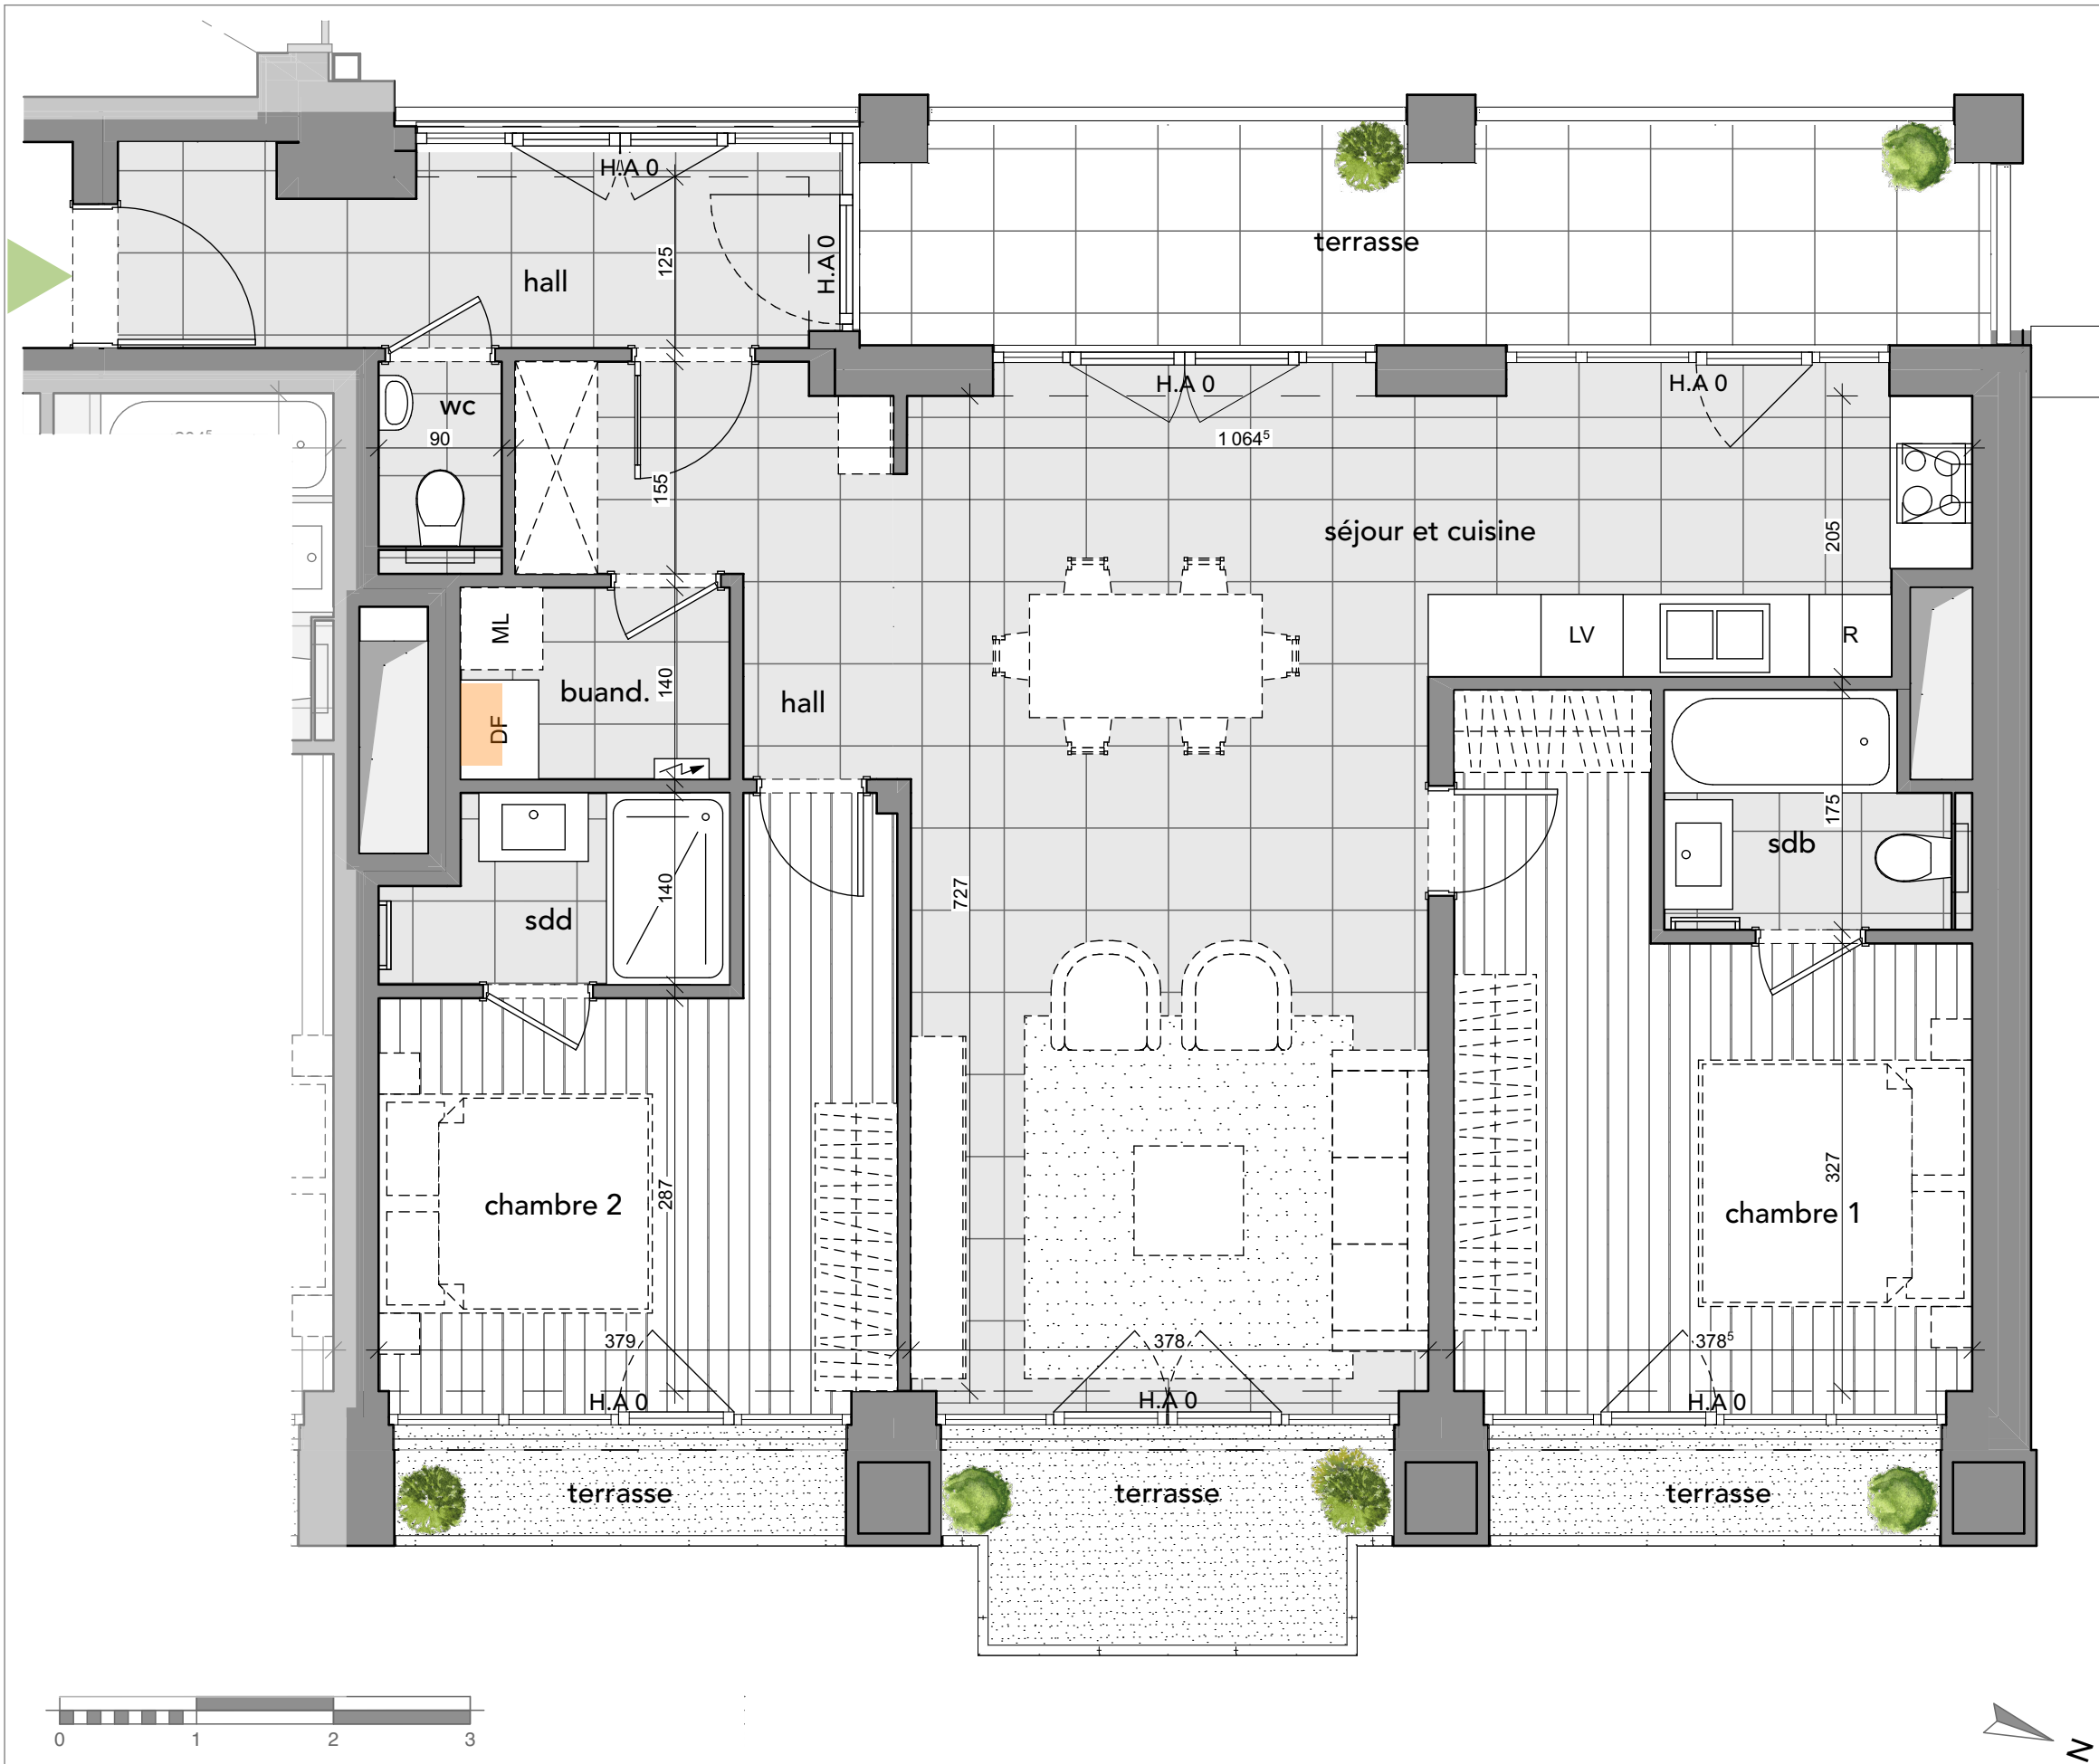 H.A 0
terrasse
H.A 0
125
hall
H.A 0
H.A 0
wc
90
1 064⁵
155
séjour et cuisine
205
ML
LV
R
buand.
140
hall
DF
175
sdb
140
727
sdd
chambre 2
287
327
chambre 1
379
378
378⁵
H.A 0
H.A 0
H.A 0
terrasse
terrasse
terrasse
0 1 2 3
N